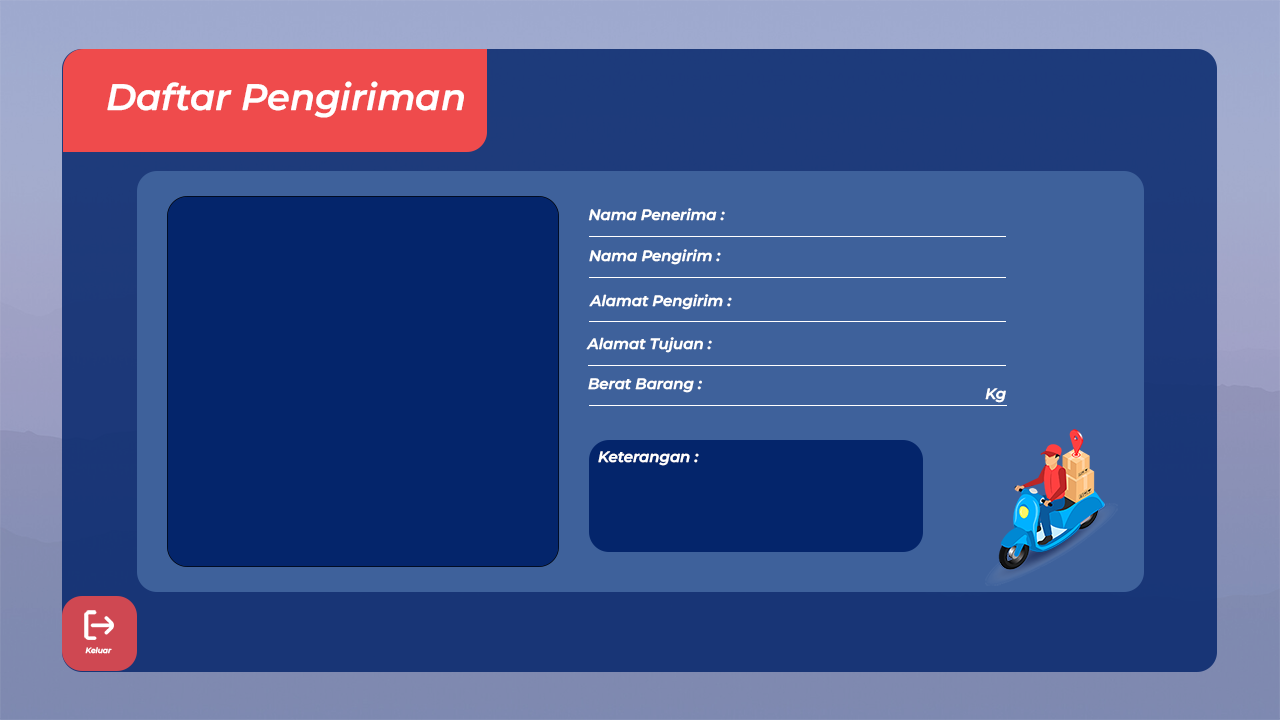 Daftar Pengiriman
Nama Penerima :
Nama Pengirim :
Alamat Pengirim :
Alamat Tujuan :
Berat Barang :
Kg
Keterangan :
Keluar